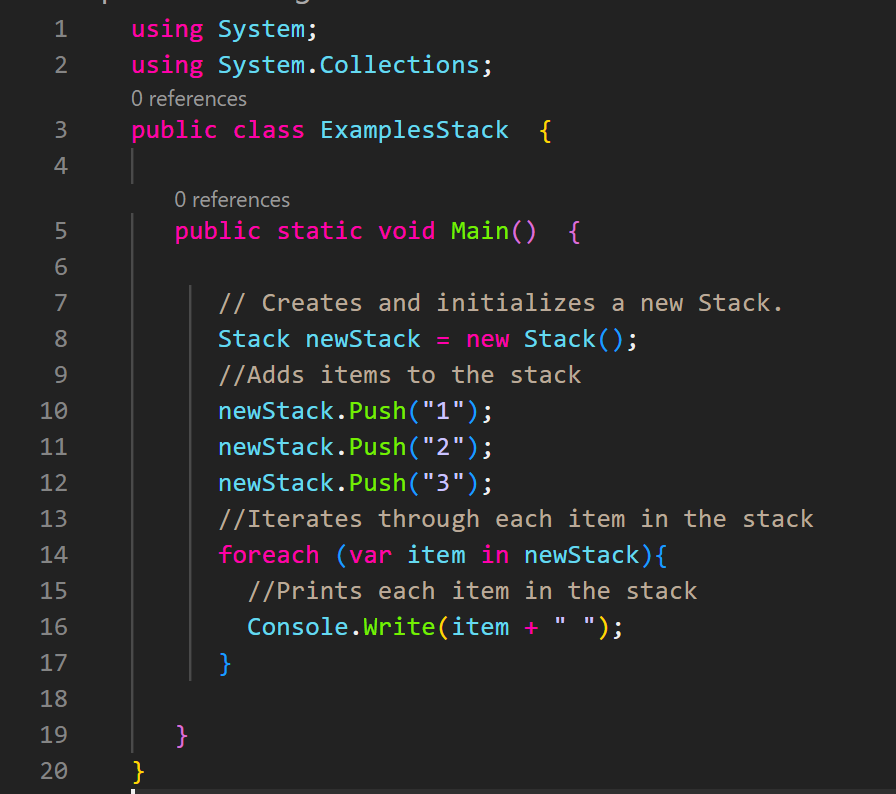 1 using System;
2 using System.Collections;
0 references
3 public class ExamplesStack  {
4
0 references
5 public static void Main()  {
6
7 // Creates and initializes a new Stack.
8 Stack newStack = new Stack();
9 //Adds items to the stack
10 newStack.Push("1");
11 newStack.Push("2");
12 newStack.Push("3");
13 //Iterates through each item in the stack
14 foreach (var item in newStack){
15 //Prints each item in the stack
16 Console.Write(item + " ");
17 }
18
19 }
20 }